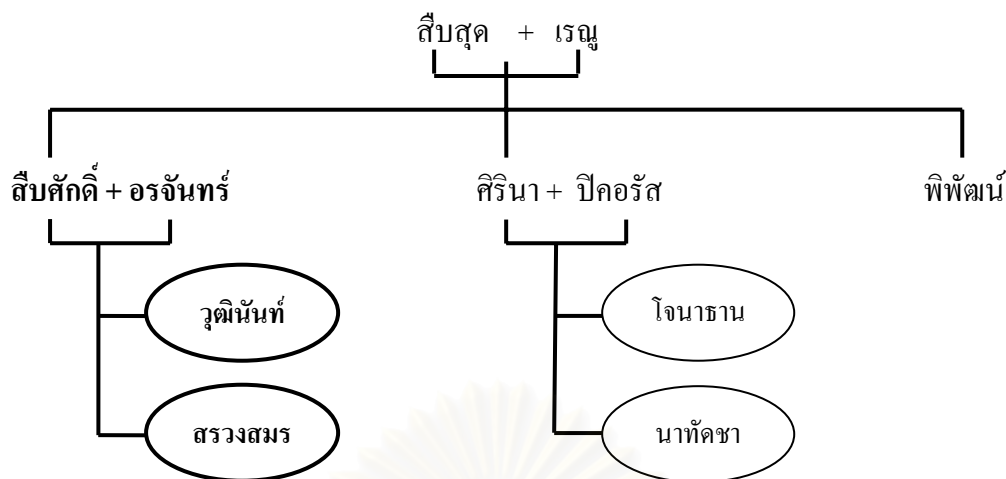 สืบสุด + เรณู
สืบศักดิ์ + อรจันทร์ ศิรินา + ปิคอรัส พิพัฒน์
วุฒินันท์ โจนาธาน
สรวงสมร นาทัดชา